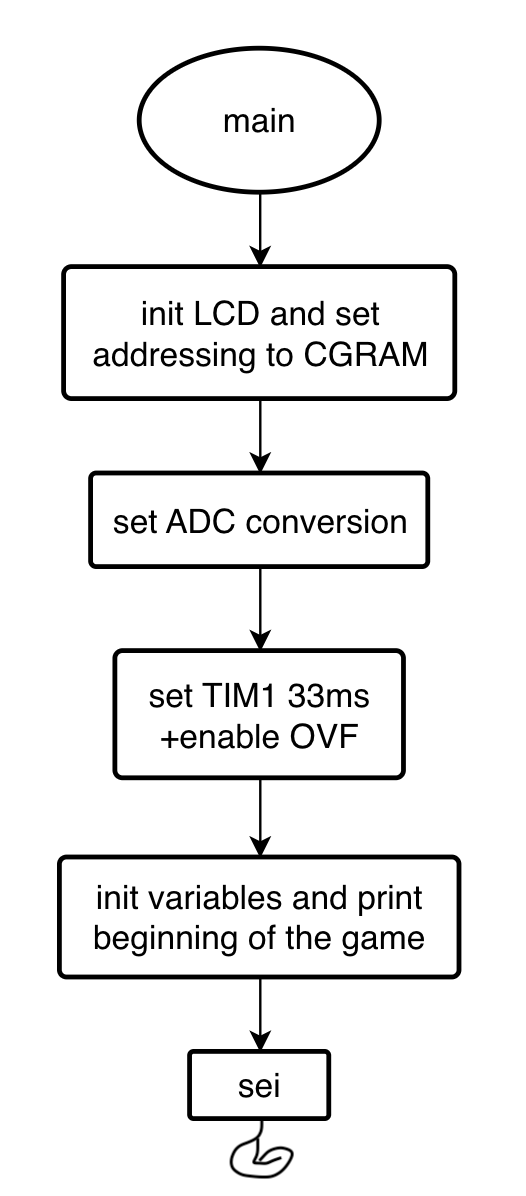 main
init LCD and set
addressing to CGRAM
set ADC conversion
set TIM1 33ms
+enable OVF
init variables and print
beginning of the game
sei